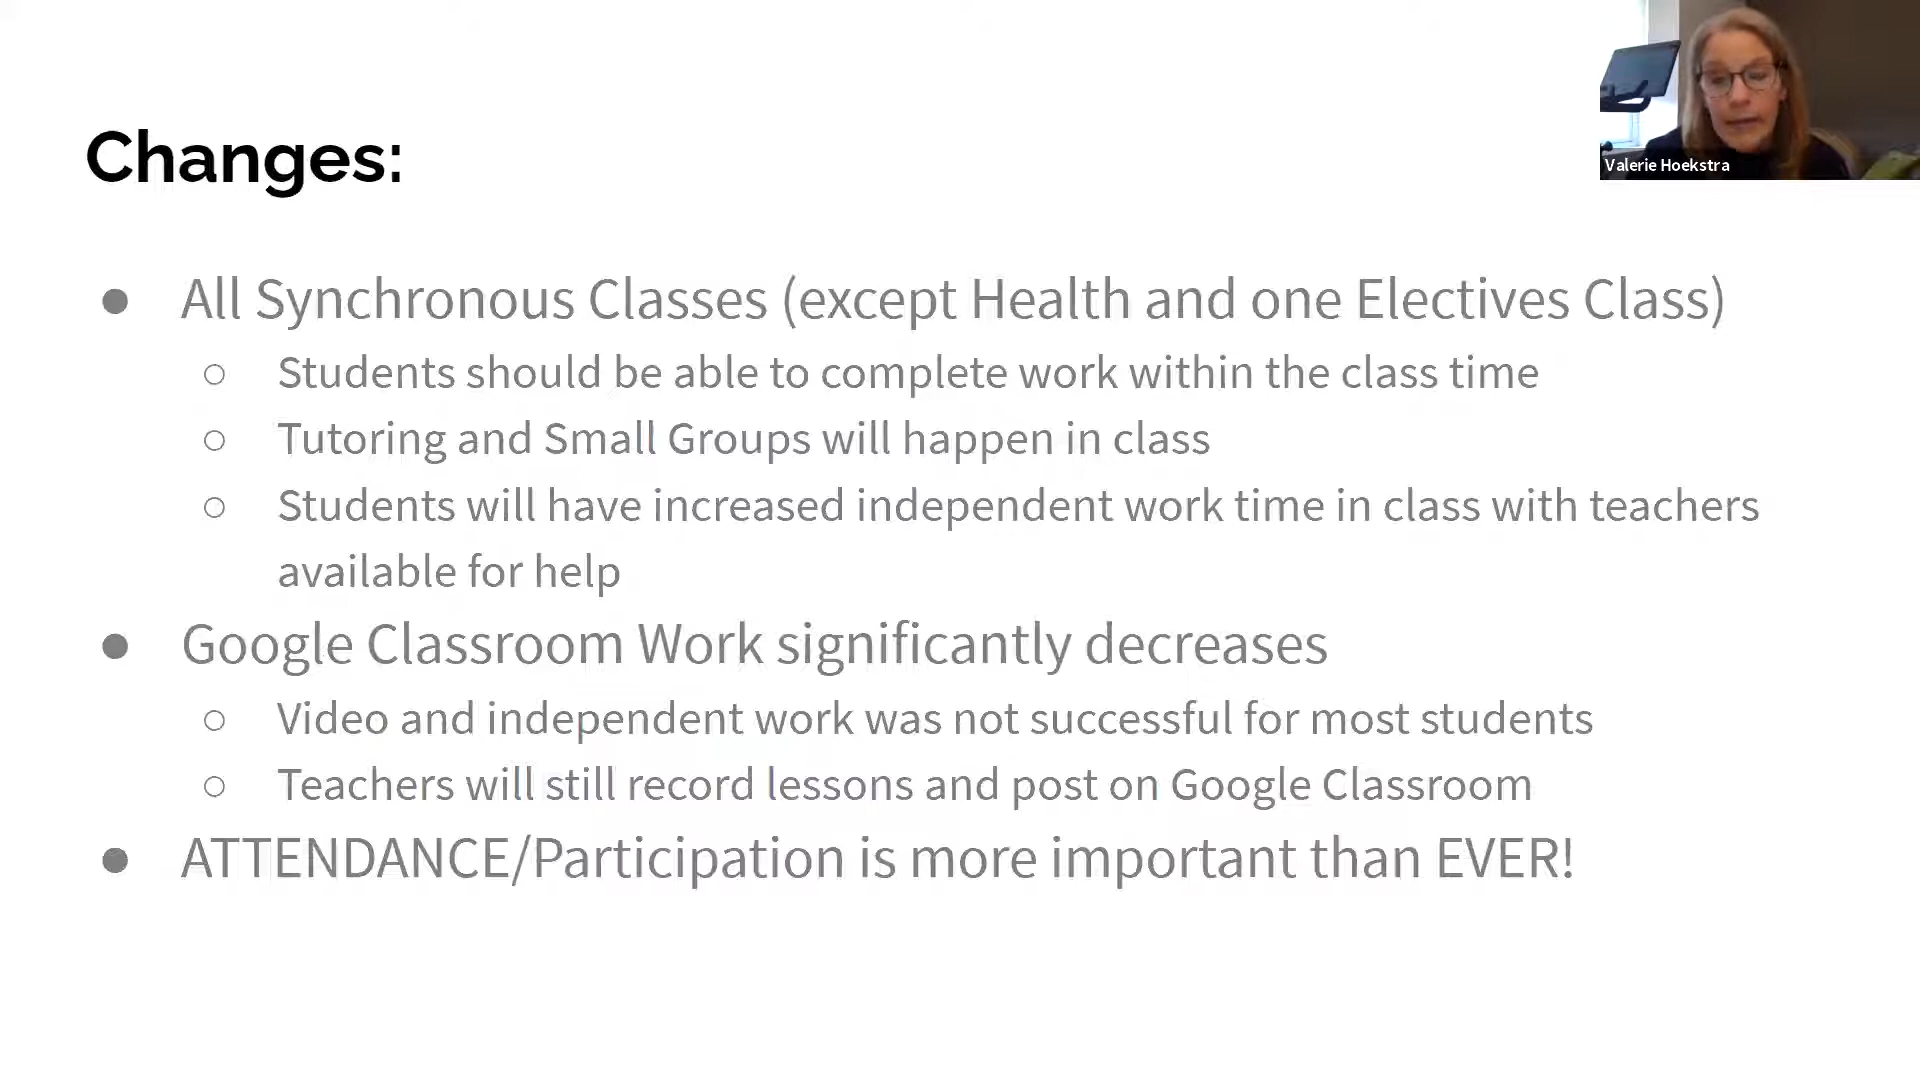 Changes:
Valerie Hoekstra
● All Synchronous Classes (except Health and one Electives Class)
○ Students should be able to complete work within the class time
○ Tutoring and Small Groups will happen in class
○ Students will have increased independent work time in class with teachers
available for help
● Google Classroom Work significantly decreases
○ Video and independent work was not successful for most students
○ Teachers will still record lessons and post on Google Classroom
● ATTENDANCE/Participation is more important than EVER!